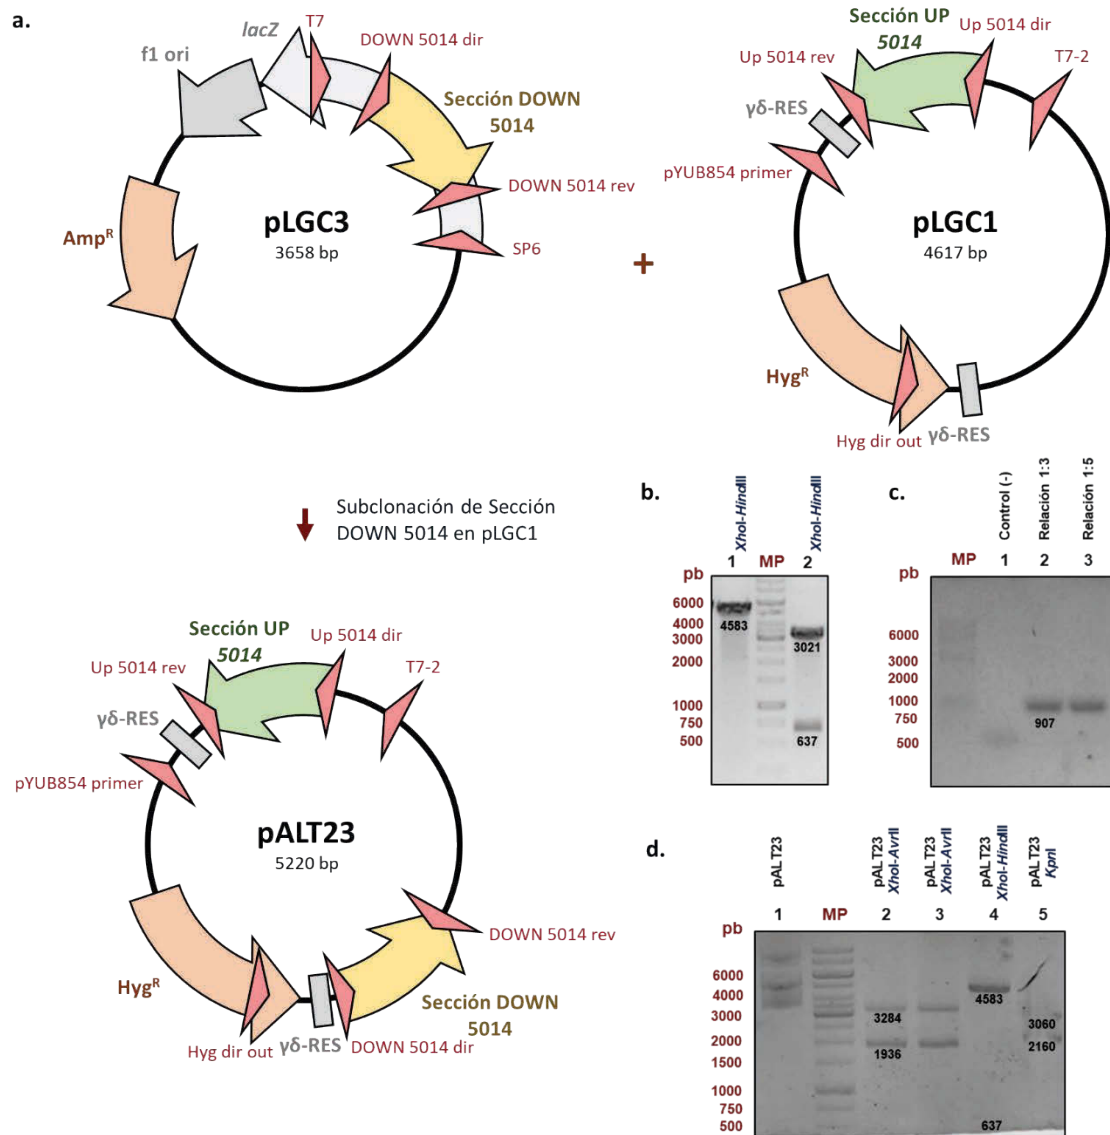 a.
lacZ
T7
DOWN 5014 dir
f1 ori
Sección DOWN
5014
DOWN 5014 rev
SP6
Amp^R
pLGC3
3658 bp
+
Sección UP
5014
Up 5014 dir
Up 5014 rev
T7-2
γδ-RES
pYUB854 primer
pLGC1
4617 bp
Hyg^R
Hyg dir out
γδ-RES
Subclonación de Sección
DOWN 5014 en pLGC1
Sección UP
5014
Up 5014 dir
Up 5014 rev
T7-2
γδ-RES
pYUB854 primer
pALT23
5220 bp
DOWN 5014 rev
Hyg^R
Sección DOWN
5014
Hyg dir out
γδ-RES
DOWN 5014 dir
b.
XhoI-HindIII
XhoI-HindIII
1
MP
2
pb
6000
4000
3000
2000
1000
750
500
4583
3021
637
c.
Control (-)
Relación 1:3
Relación 1:5
MP
1
2
3
pb
6000
3000
2000
1000
750
500
907
d.
pALT23
pALT23
XhoI-AvrII
pALT23
XhoI-AvrII
pALT23
XhoI-HindIII
pALT23
KpnI
1
MP
2
3
4
5
pb
6000
4000
3000
2000
1000
750
500
3284
1936
4583
637
3060
2160